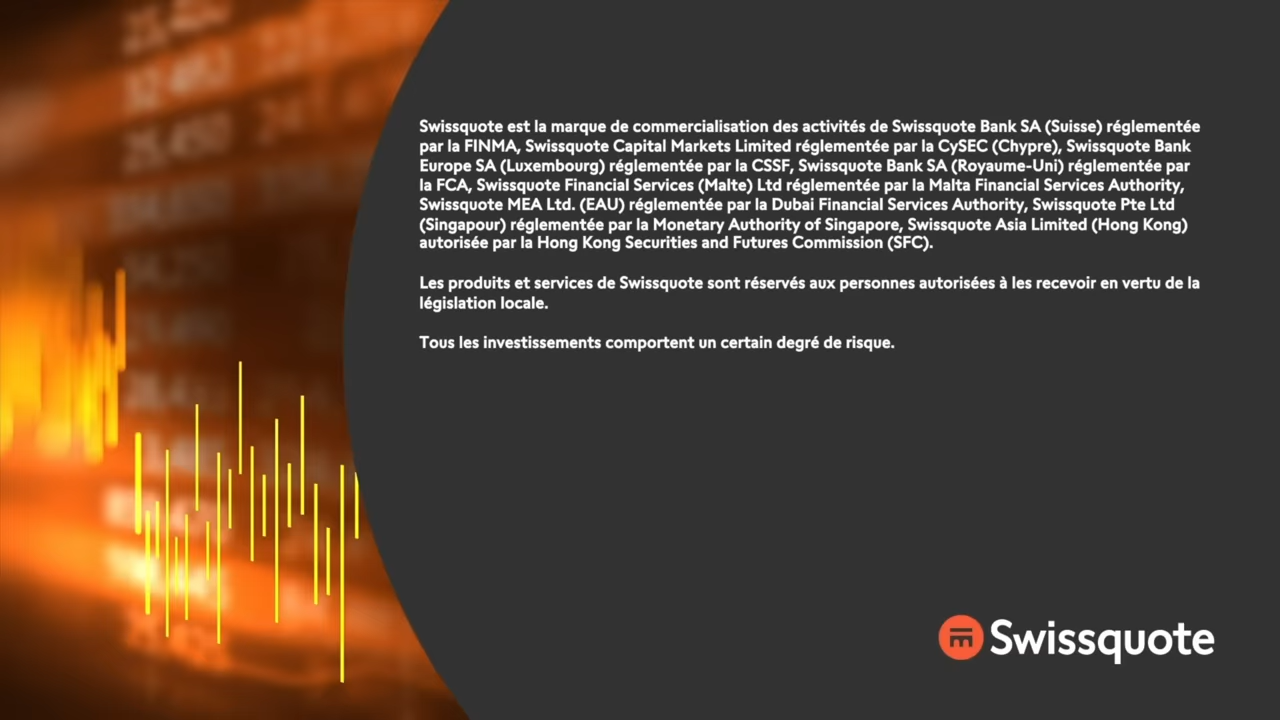 Swissquote est la marque de commercialisation des activités de Swissquote Bank SA (Suisse) réglementée
par la FINMA, Swissquote Capital Markets Limited réglementée par la CySEC (Chypre), Swissquote Bank
Europe SA (Luxembourg) réglementée par la CSSF, Swissquote Bank SA (Royaume-Uni) réglementée par
la FCA, Swissquote Financial Services (Malte) Ltd réglementée par la Malta Financial Services Authority,
Swissquote MEA Ltd. (EAU) réglementée par la Dubai Financial Services Authority, Swissquote Pte Ltd
(Singapour) réglementée par la Monetary Authority of Singapore, Swissquote Asia Limited (Hong Kong)
autorisée par la Hong Kong Securities and Futures Commission (SFC).
Les produits et services de Swissquote sont réservés aux personnes autorisées à les recevoir en vertu de la
législation locale.
Tous les investissements comportent un certain degré de risque.
Swissquote